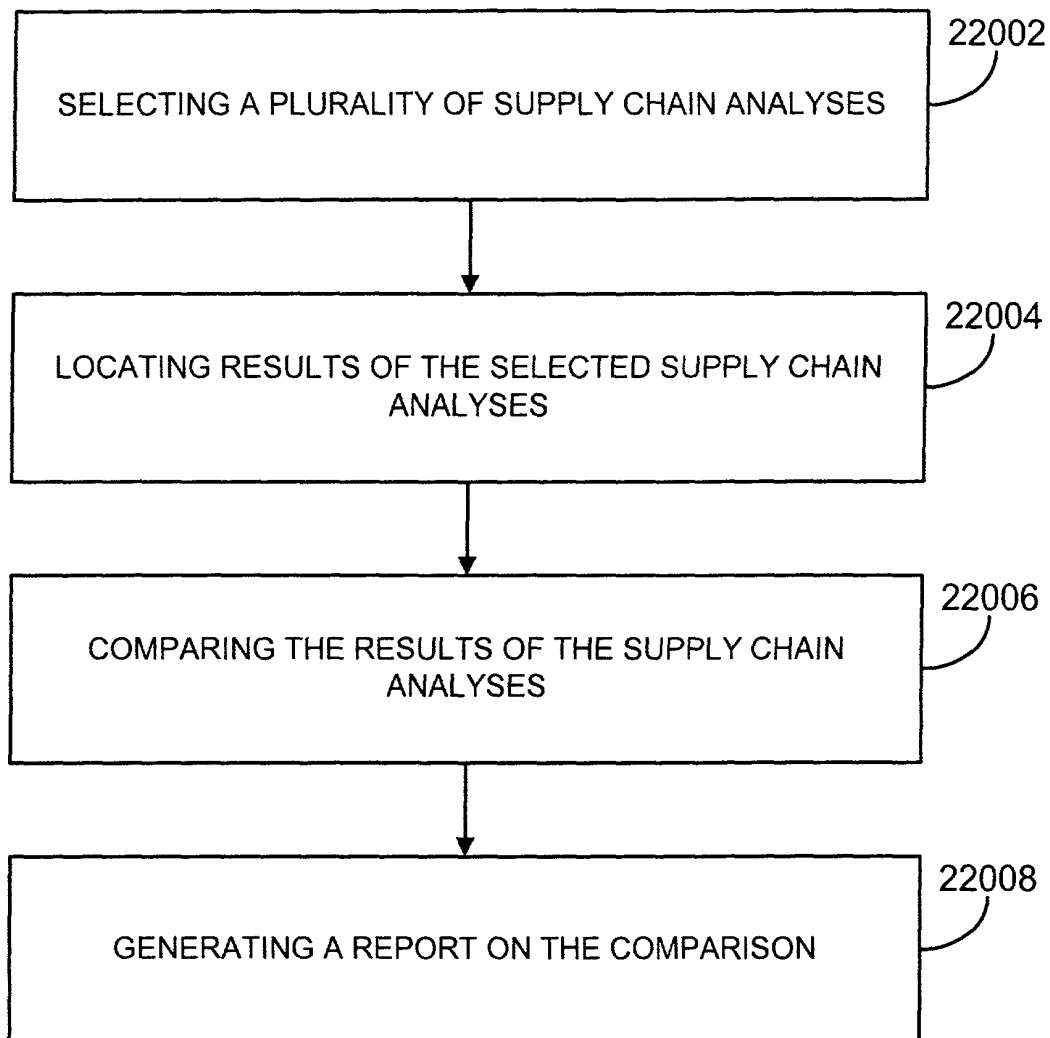 22002
SELECTING A PLURALITY OF SUPPLY CHAIN ANALYSES
22004
LOCATING RESULTS OF THE SELECTED SUPPLY CHAIN
ANALYSES
22006
COMPARING THE RESULTS OF THE SUPPLY CHAIN
ANALYSES
22008
GENERATING A REPORT ON THE COMPARISON